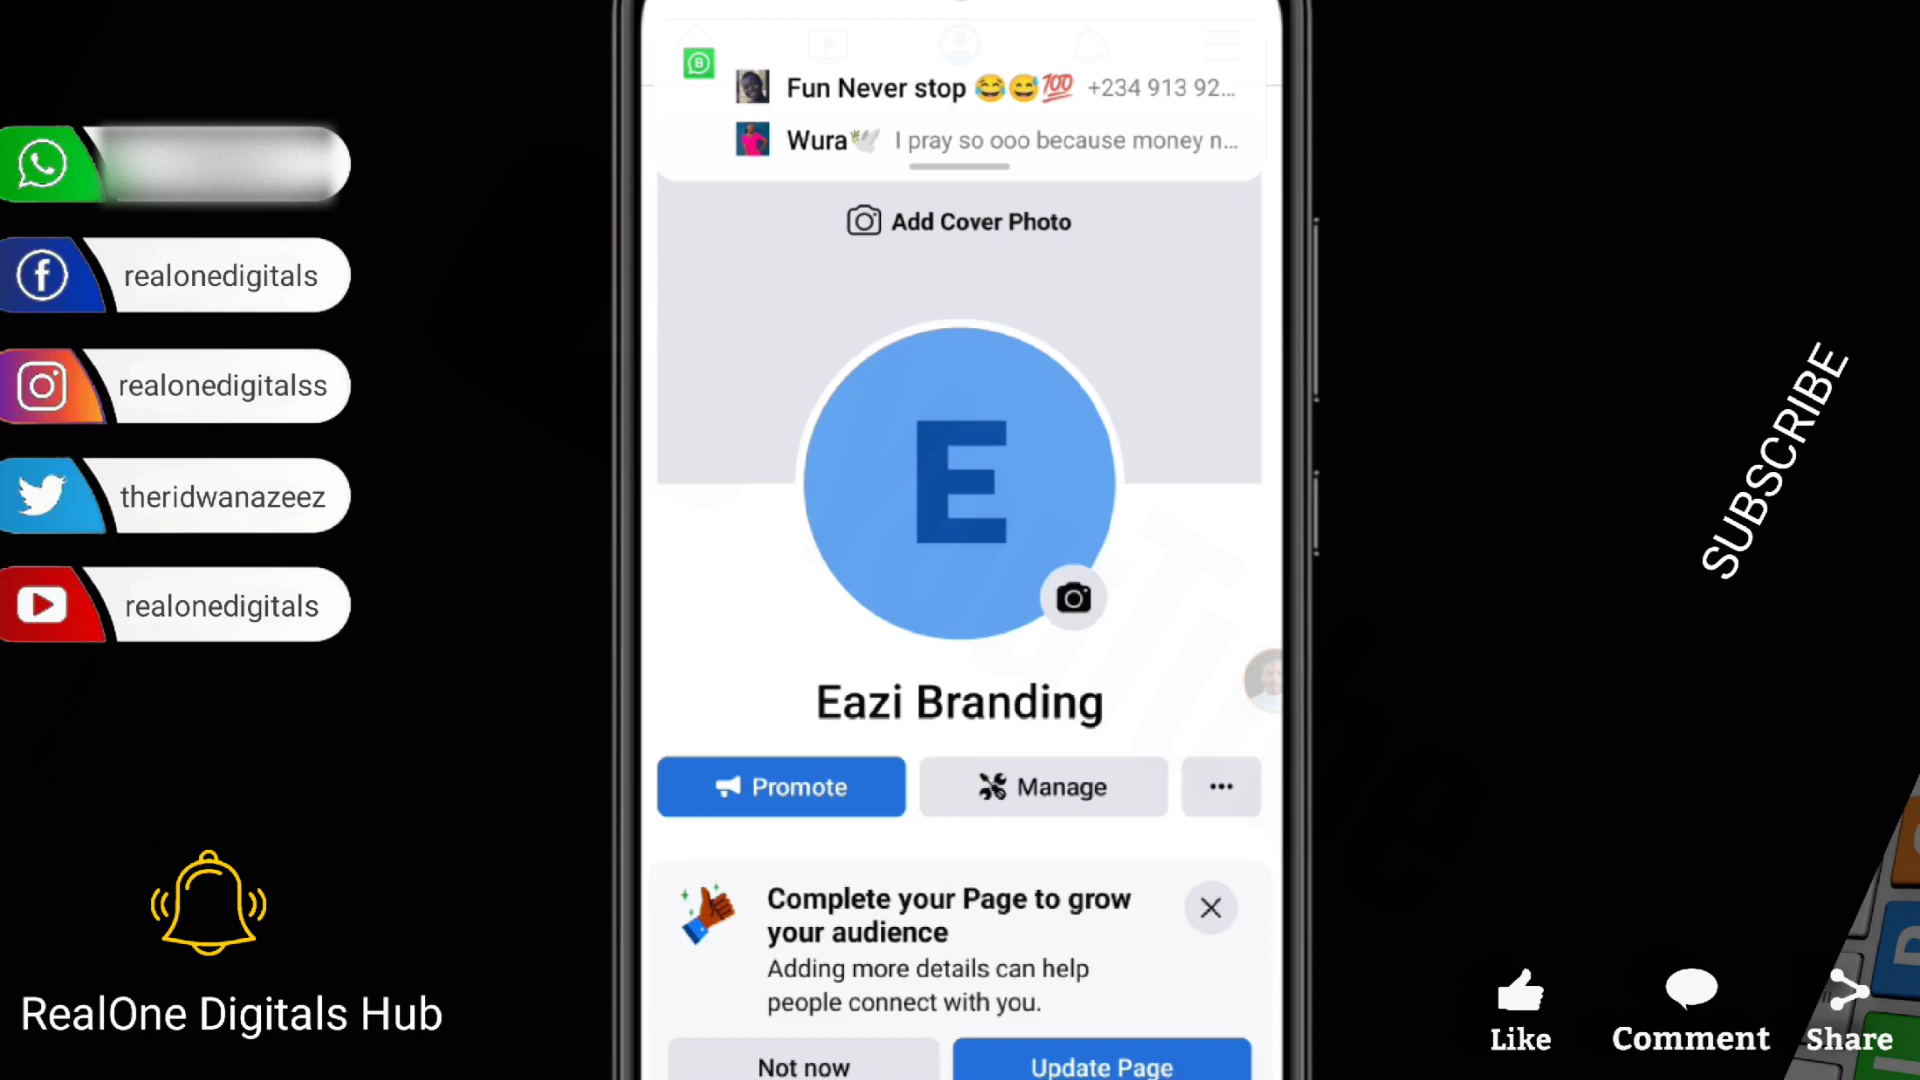 Fun Never stop 😂😅💯 +234 913 92...
Wura🕊️ I pray so ooo because money n...
Add Cover Photo
E
Eazi Branding
Promote
Manage
Complete your Page to grow
your audience
Adding more details can help
people connect with you.
Not now
Update Page
realonedigitals
realonedigitalss
theridwanazeez
realonedigitals
RealOne Digitals Hub
SUBSCRIBE
Like
Comment
Share